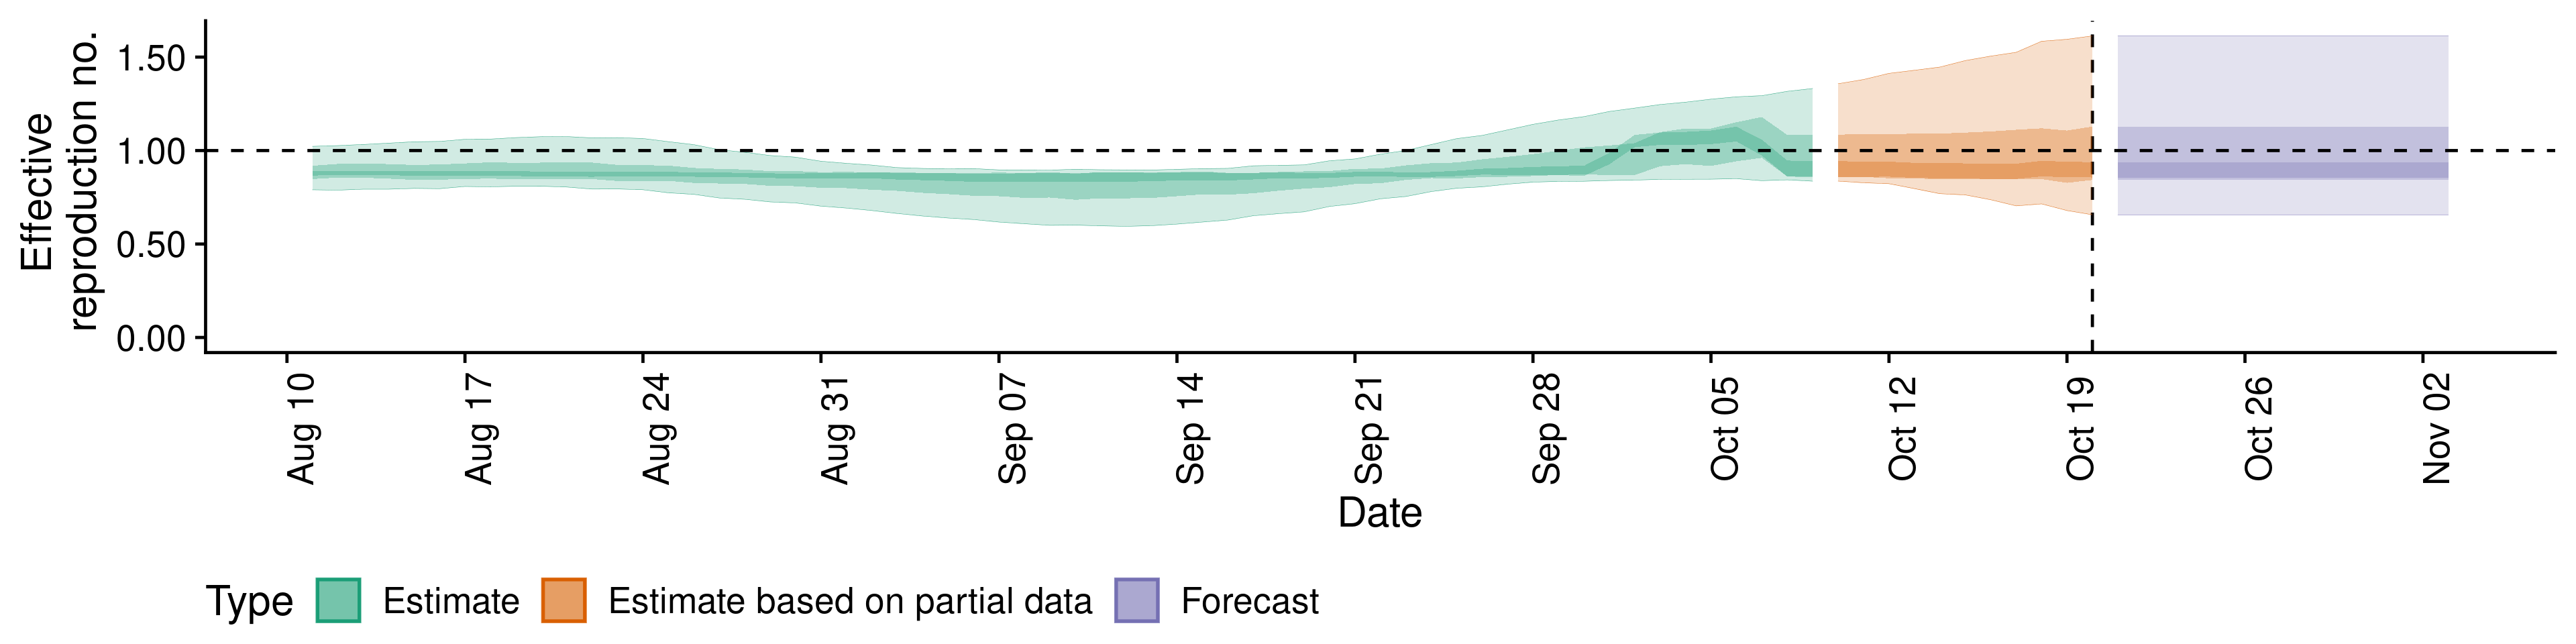 Effective
reproduction no.
1.50
1.00
0.50
0.00
Aug 10
Aug 17
Aug 24
Aug 31
Sep 07
Sep 14
Sep 21
Sep 28
Oct 05
Oct 12
Oct 19
Oct 26
Nov 02
Date
Type Estimate Estimate based on partial data Forecast